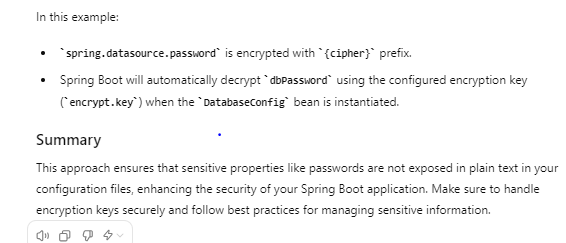 In this example:
• `spring.datasource.password` is encrypted with `{cipher}` prefix.
• Spring Boot will automatically decrypt `dbPassword` using the configured encryption key
(`encrypt.key`) when the `DatabaseConfig` bean is instantiated.
Summary
This approach ensures that sensitive properties like passwords are not exposed in plain text in your
configuration files, enhancing the security of your Spring Boot application. Make sure to handle
encryption keys securely and follow best practices for managing sensitive information.